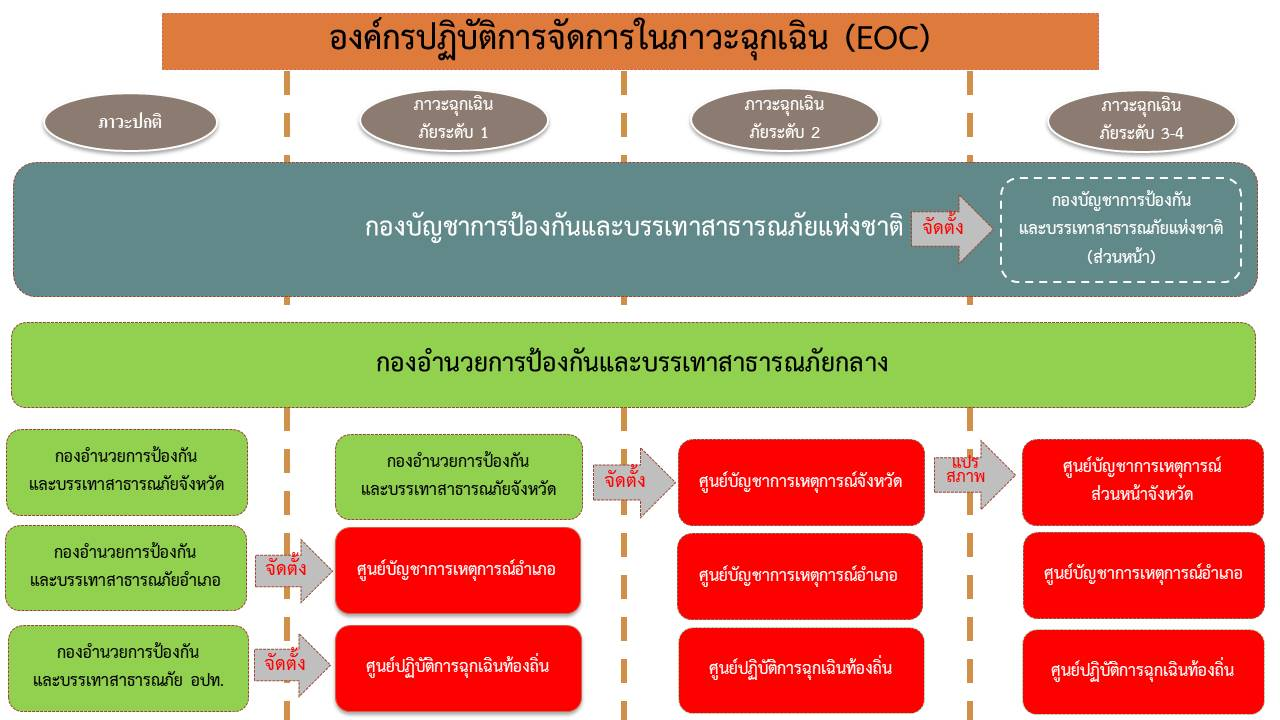 องค์กรปฏิบัติการจัดการในภาวะฉุกเฉิน (EOC)
ภาวะปกติ
ภาวะฉุกเฉิน
ภัยระดับ 1
ภาวะฉุกเฉิน
ภัยระดับ 2
ภาวะฉุกเฉิน
ภัยระดับ 3-4
กองบัญชาการป้องกันและบรรเทาสาธารณภัยแห่งชาติ
จัดตั้ง
กองบัญชาการป้องกัน
และบรรเทาสาธารณภัยแห่งชาติ
(ส่วนหน้า)
กองอำนวยการป้องกันและบรรเทาสาธารณภัยกลาง
กองอำนวยการป้องกัน
และบรรเทาสาธารณภัยจังหวัด
กองอำนวยการป้องกัน
และบรรเทาสาธารณภัยจังหวัด
จัดตั้ง
ศูนย์บัญชาการเหตุการณ์จังหวัด
แปร
สภาพ
ศูนย์บัญชาการเหตุการณ์
ส่วนหน้าจังหวัด
กองอำนวยการป้องกัน
และบรรเทาสาธารณภัยอำเภอ
จัดตั้ง
ศูนย์บัญชาการเหตุการณ์อำเภอ
ศูนย์บัญชาการเหตุการณ์อำเภอ
ศูนย์บัญชาการเหตุการณ์อำเภอ
กองอำนวยการป้องกัน
และบรรเทาสาธารณภัย อปท.
จัดตั้ง
ศูนย์ปฏิบัติการฉุกเฉินท้องถิ่น
ศูนย์ปฏิบัติการฉุกเฉินท้องถิ่น
ศูนย์ปฏิบัติการฉุกเฉินท้องถิ่น